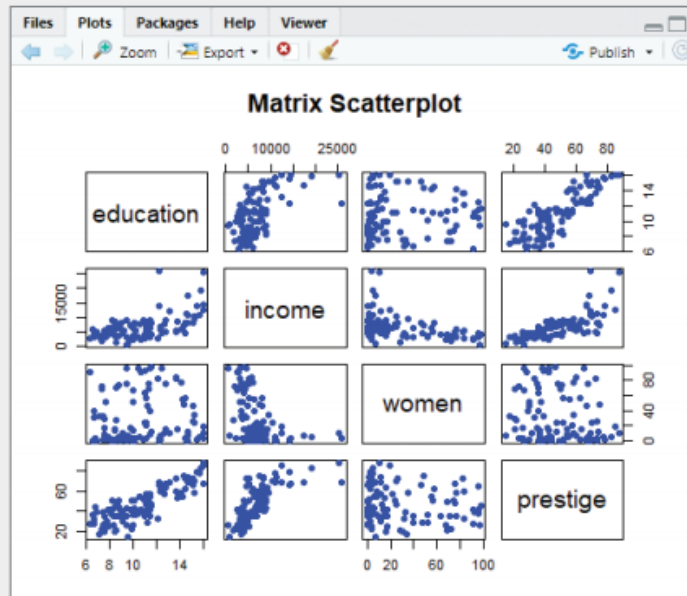 Files Plots Packages Help Viewer
Zoom Export Publish
Matrix Scatterplot
0 10000 25000 20 40 60 80
education
6 10 14
0 15000
income
women
0 40 80
20 60
prestige
6 8 10 14 0 20 60 100